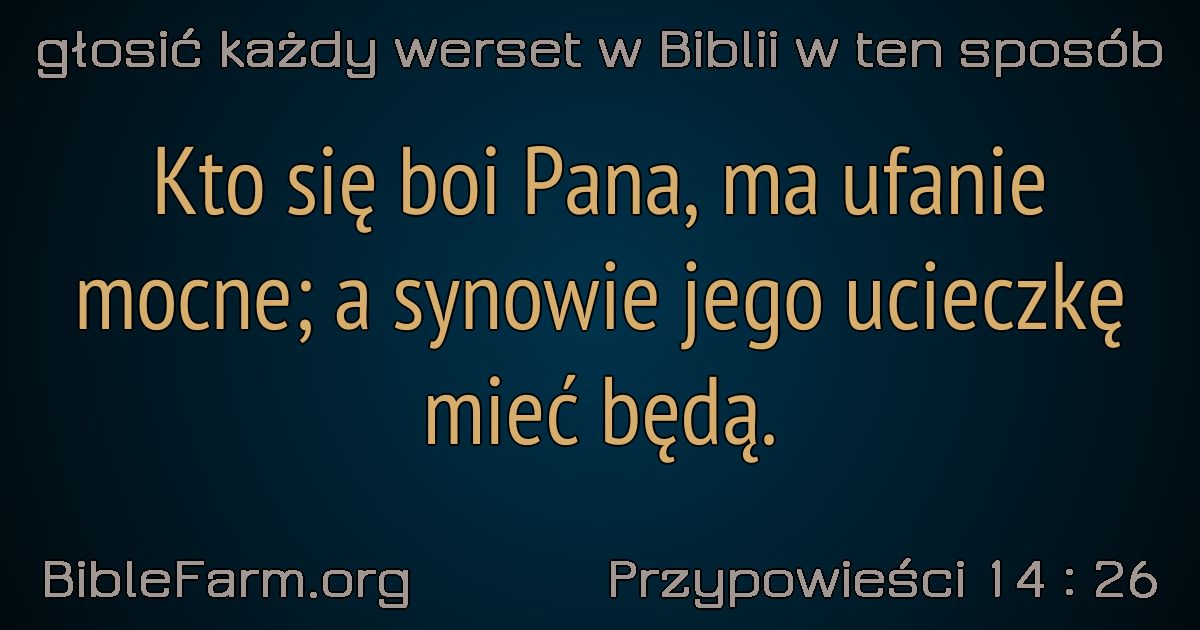 głosić każdy werset w Biblii w ten sposób
Kto się boi Pana, ma ufanie
mocne; a synowie jego ucieczkę
mieć będą.
BibleFarm.org
Przypowieści 14 : 26